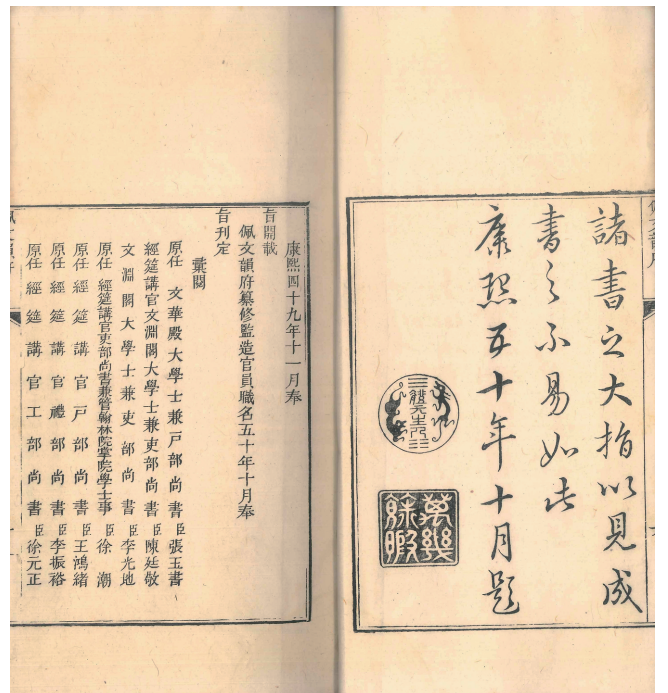 諸書之大指以見成
書之不易如此
康熙五十年十月題
體元主人
萬幾餘暇
康熙四十九年十一月奉
旨開載
佩文韻府纂修監造官員職名五十年十月奉
旨刊定
彙閱
原任文華殿大學士兼戶部尚書臣張玉書
經筵講官文淵閣大學士兼吏部尚書臣陳廷敬
文淵閣大學士兼吏部尚書臣李光地
原任經筵講官吏部尚書兼管翰林院掌院學士事臣徐潮
原任經筵講官戶部尚書臣王鴻緒
原任經筵講官禮部尚書臣李振裕
原任經筵講官工部尚書臣徐元正